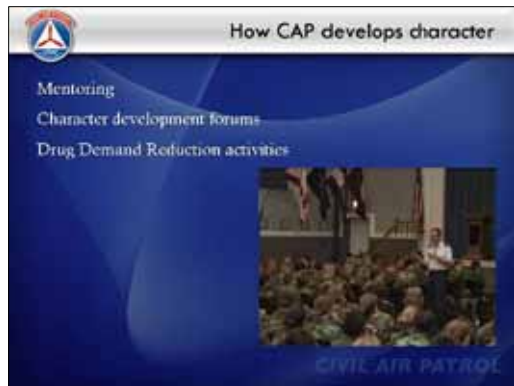 How CAP develops character
Mentoring
Character development forums
Drug Demand Reduction activities
CIVIL AIR PATROL